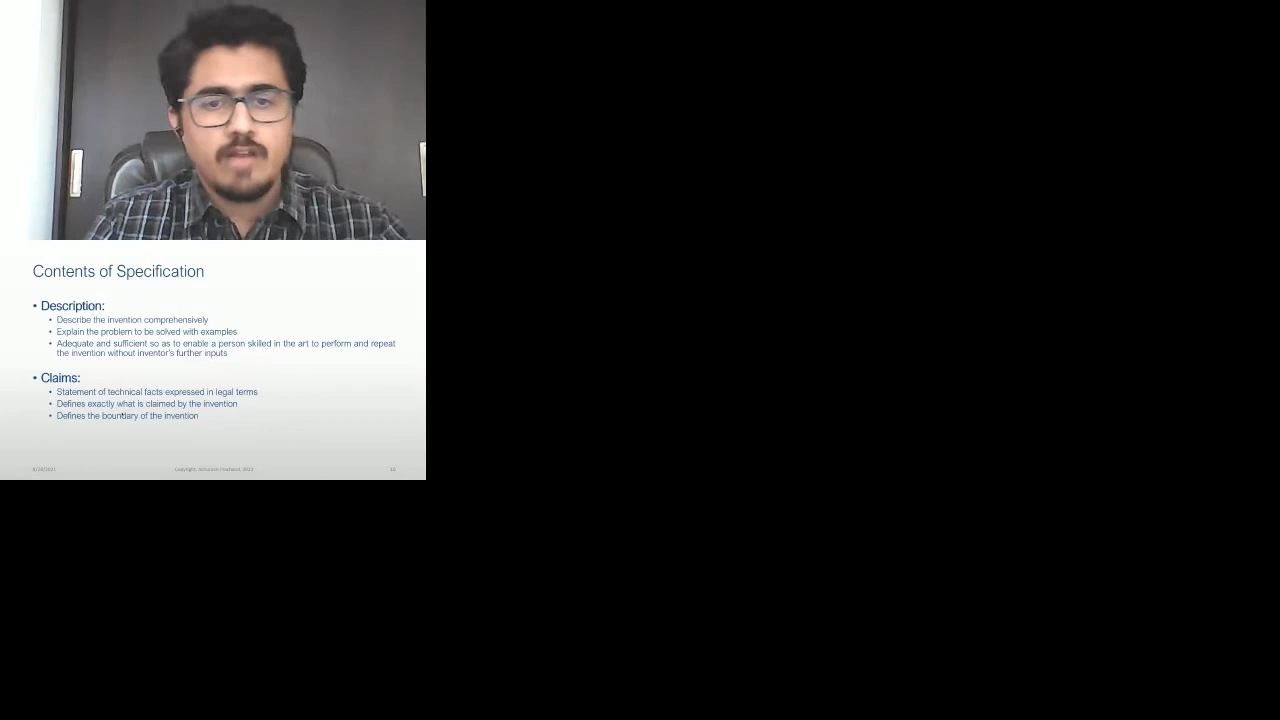 Contents of Specification
• Description:
• Describe the invention comprehensively
• Explain the problem to be solved with examples
• Adequate and sufficient so as to enable a person skilled in the art to perform and repeat
the invention without inventor's further inputs
• Claims:
• Statement of technical facts expressed in legal terms
• Defines exactly what is claimed by the invention
• Defines the boundary of the invention
Copyright,